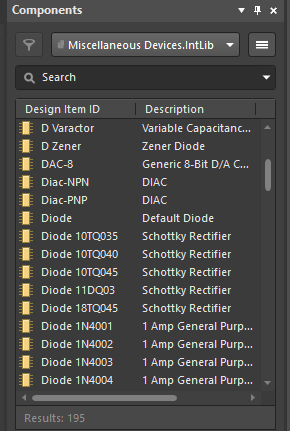 Components
Miscellaneous Devices.IntLib
Search
Design Item ID Description
D Varactor Variable Capacitanc...
D Zener Zener Diode
DAC-8 Generic 8-Bit D/A C...
Diac-NPN DIAC
Diac-PNP DIAC
Diode Default Diode
Diode 10TQ035 Schottky Rectifier
Diode 10TQ040 Schottky Rectifier
Diode 10TQ045 Schottky Rectifier
Diode 11DQ03 Schottky Rectifier
Diode 18TQ045 Schottky Rectifier
Diode 1N4001 1 Amp General Purp...
Diode 1N4002 1 Amp General Purp...
Diode 1N4003 1 Amp General Purp...
Diode 1N4004 1 Amp General Purp...
Results: 195